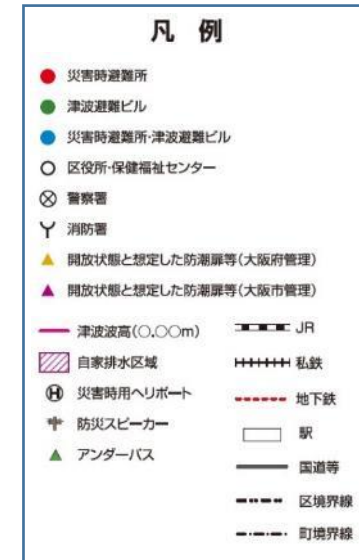 凡 例
災害時避難所
津波避難ビル
災害時避難所・津波避難ビル
区役所・保健福祉センター
警察署
消防署
開放状態と想定した防潮扉等(大阪府管理)
開放状態と想定した防潮扉等(大阪市管理)
津波波高(〇.〇〇m)
自家排水区域
H 災害時用ヘリポート
防災スピーカー
アンダーパス
JR
私鉄
地下鉄
駅
国道等
区境界線
町境界線